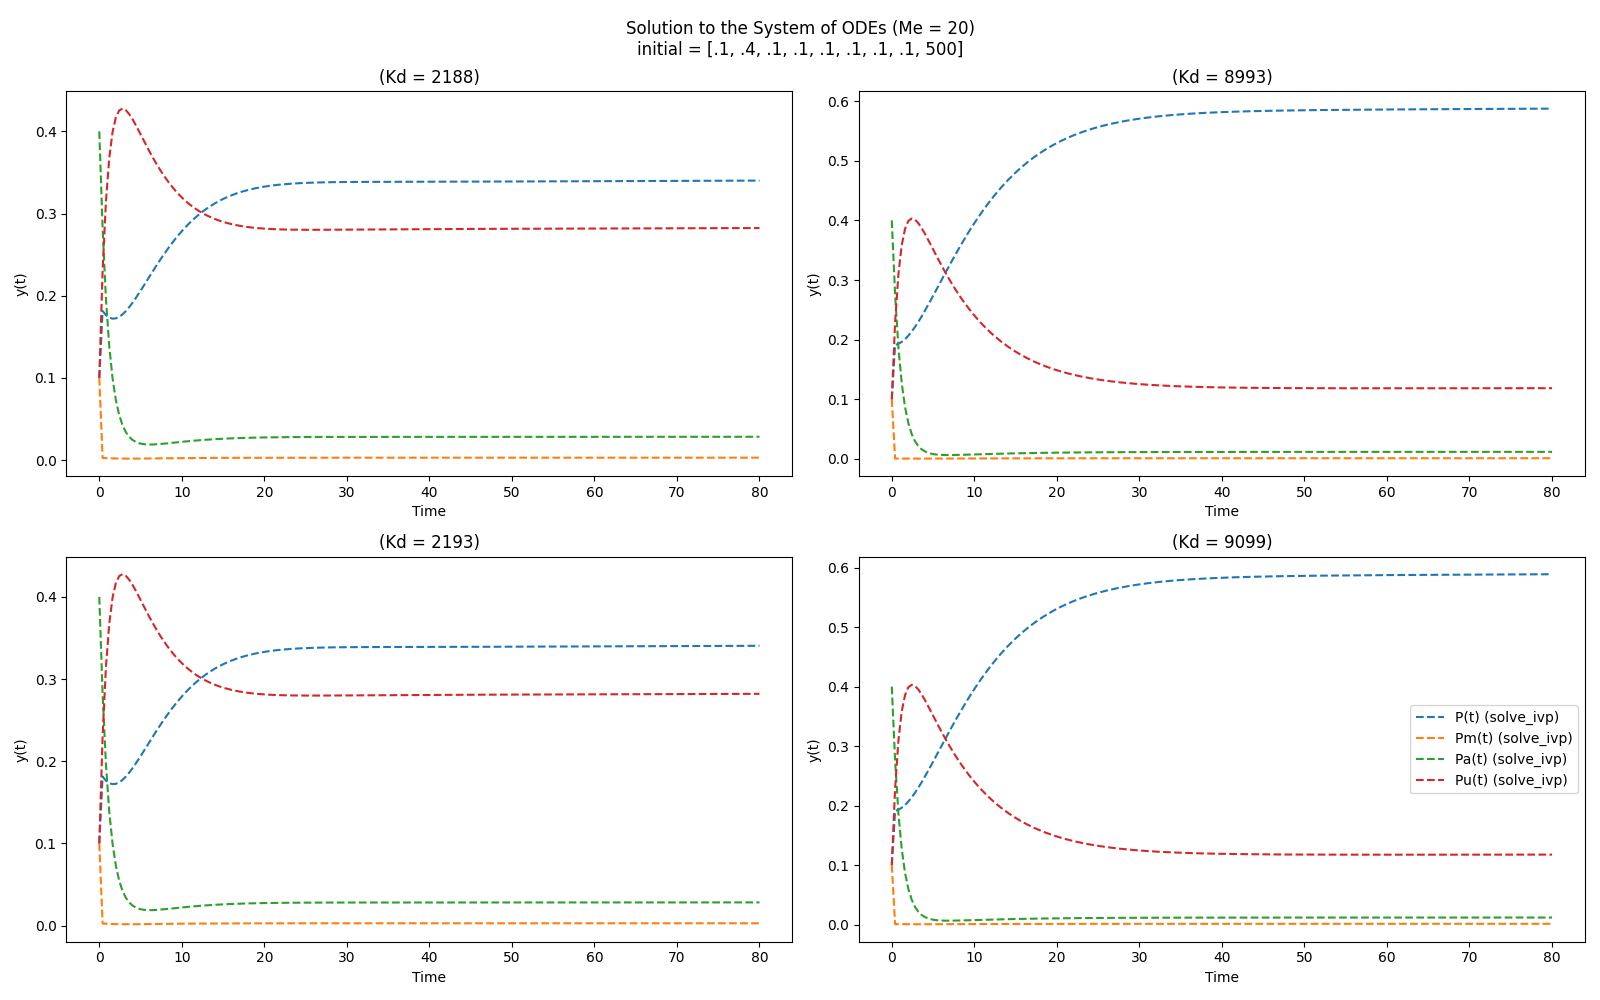 Solution to the System of ODEs (Me = 20)
initial = [.1, .4, .1, .1, .1, .1, .1, .1, 500]
(Kd = 2188)
0.4
0.3
0.2
0.1
0.0
y(t)
0 10 20 30 40 50 60 70 80
Time
(Kd = 8993)
0.6
0.5
0.4
0.3
0.2
0.1
0.0
y(t)
0 10 20 30 40 50 60 70 80
Time
(Kd = 2193)
0.4
0.3
0.2
0.1
0.0
y(t)
0 10 20 30 40 50 60 70 80
Time
(Kd = 9099)
0.6
0.5
0.4
0.3
0.2
0.1
0.0
y(t)
P(t) (solve_ivp)
Pm(t) (solve_ivp)
Pa(t) (solve_ivp)
Pu(t) (solve_ivp)
0 10 20 30 40 50 60 70 80
Time